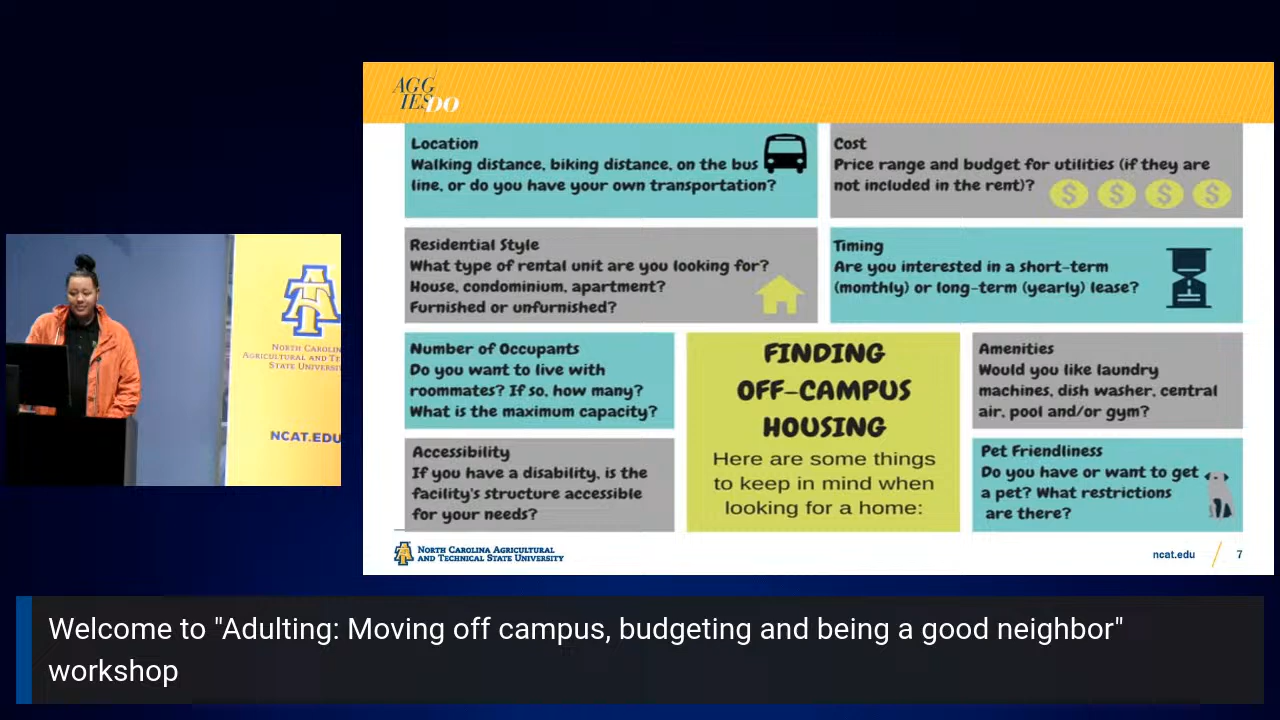 AGG
IES DO
Location
Walking distance, biking distance, on the bus
line, or do you have your own transportation?
Cost
Price range and budget for utilities (if they are
not included in the rent)?
$ $ $ $
Residential Style
What type of rental unit are you looking for?
House, condominium, apartment?
Furnished or unfurnished?
Timing
Are you interested in a short-term
(monthly) or long-term (yearly) lease?
Number of Occupants
Do you want to live with
roommates? If so, how many?
What is the maximum capacity?
FINDING
OFF-CAMPUS
HOUSING
Here are some things
to keep in mind when
looking for a home:
Amenities
Would you like laundry
machines, dish washer, central
air, pool and/or gym?
Accessibility
If you have a disability, is the
facility's structure accessible
for your needs?
Pet Friendliness
Do you have or want to get
a pet? What restrictions
are there?
North Carolina Agricultural
and Technical State University
ncat.edu / 7
AT
North Carolin
Agricultural and Te
State Universi
NCAT.EDU
Welcome to "Adulting: Moving off campus, budgeting and being a good neighbor"
workshop